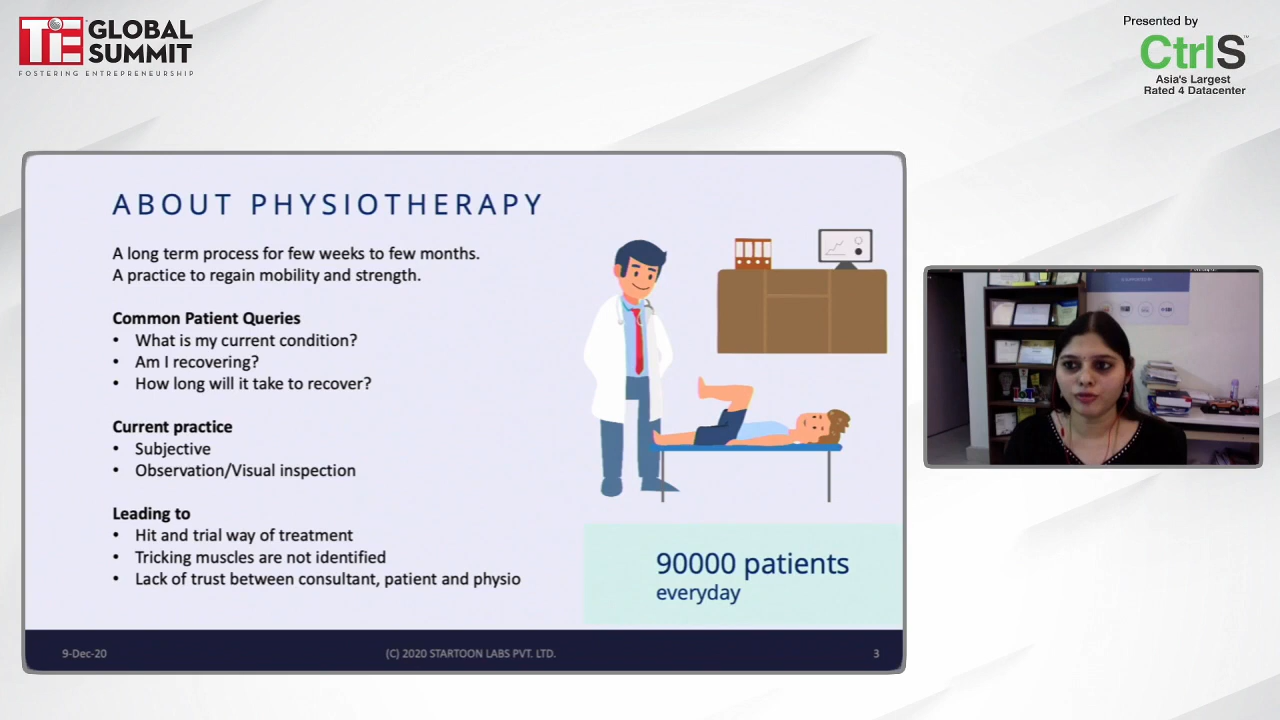 TiE GLOBAL
SUMMIT
FOSTERING ENTREPRENEURSHIP
Presented by
CtrlS™
Asia's Largest
Rated 4 Datacenter
ABOUT PHYSIOTHERAPY
A long term process for few weeks to few months.
A practice to regain mobility and strength.
Common Patient Queries
• What is my current condition?
• Am I recovering?
• How long will it take to recover?
Current practice
• Subjective
• Observation/Visual inspection
Leading to
• Hit and trial way of treatment
• Tricking muscles are not identified
• Lack of trust between consultant, patient and physio
90000 patients
everyday
9-Dec-20
(C) 2020 STARTOON LABS PVT. LTD.
3